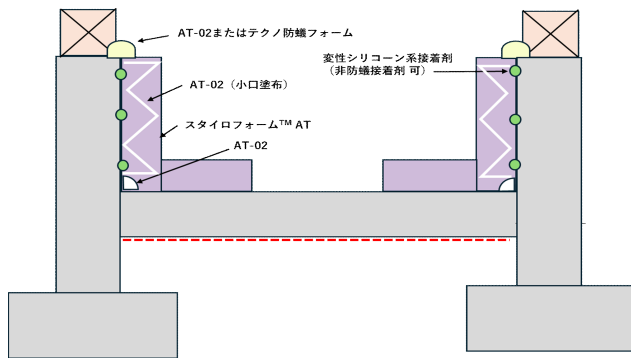 AT-02またはテクノ防蟻フォーム
変性シリコーン系接着剤
（非防蟻接着剤 可）
AT-02（小口塗布）
スタイロフォーム™ AT
AT-02